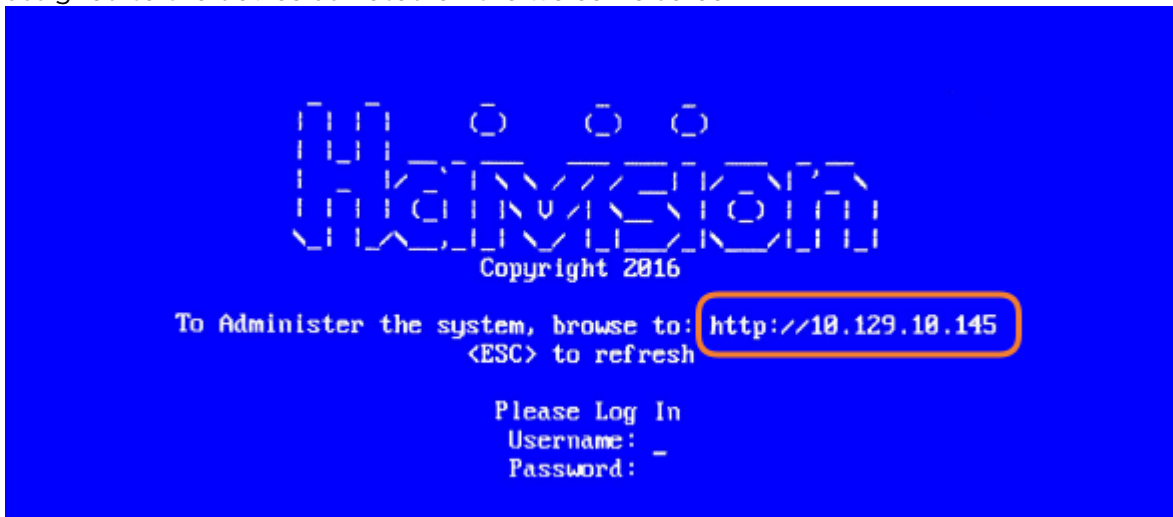 Haivision
Copyright 2016
To Administer the system, browse to: http://10.129.10.145
<ESC> to refresh
Please Log In
Username: _
Password: